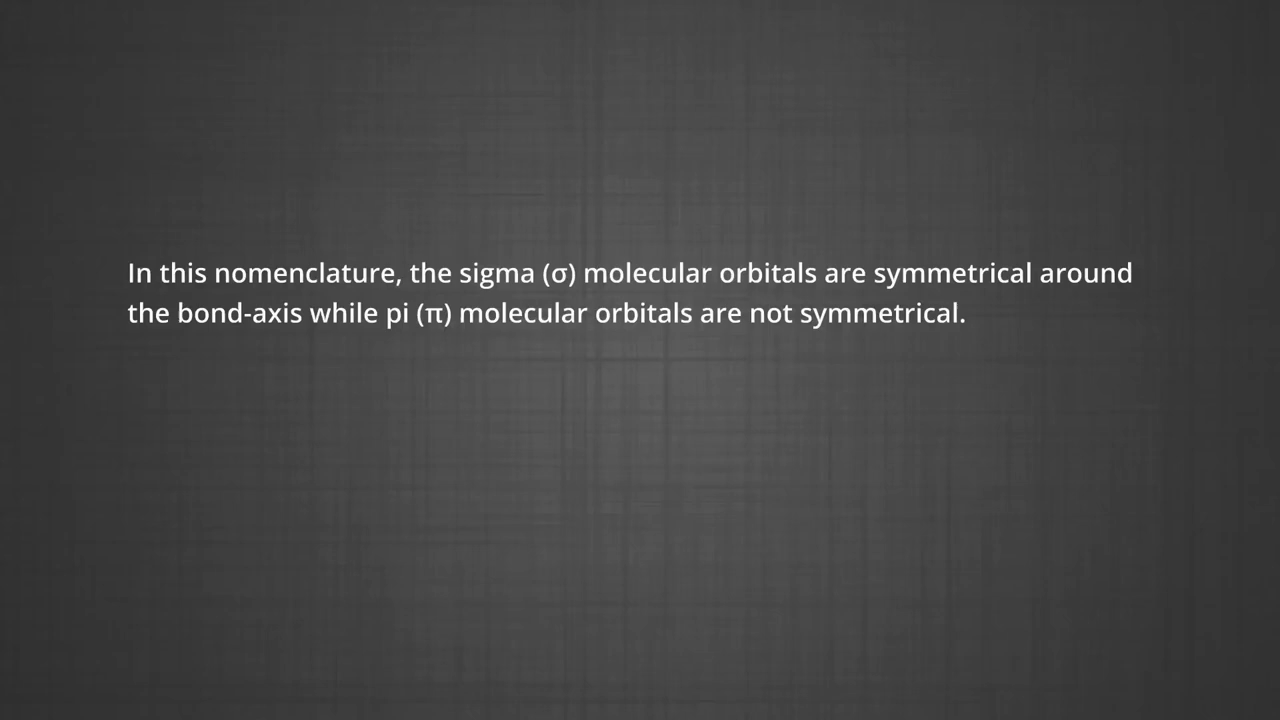 In this nomenclature, the sigma (σ) molecular orbitals are symmetrical around
the bond-axis while pi (π) molecular orbitals are not symmetrical.